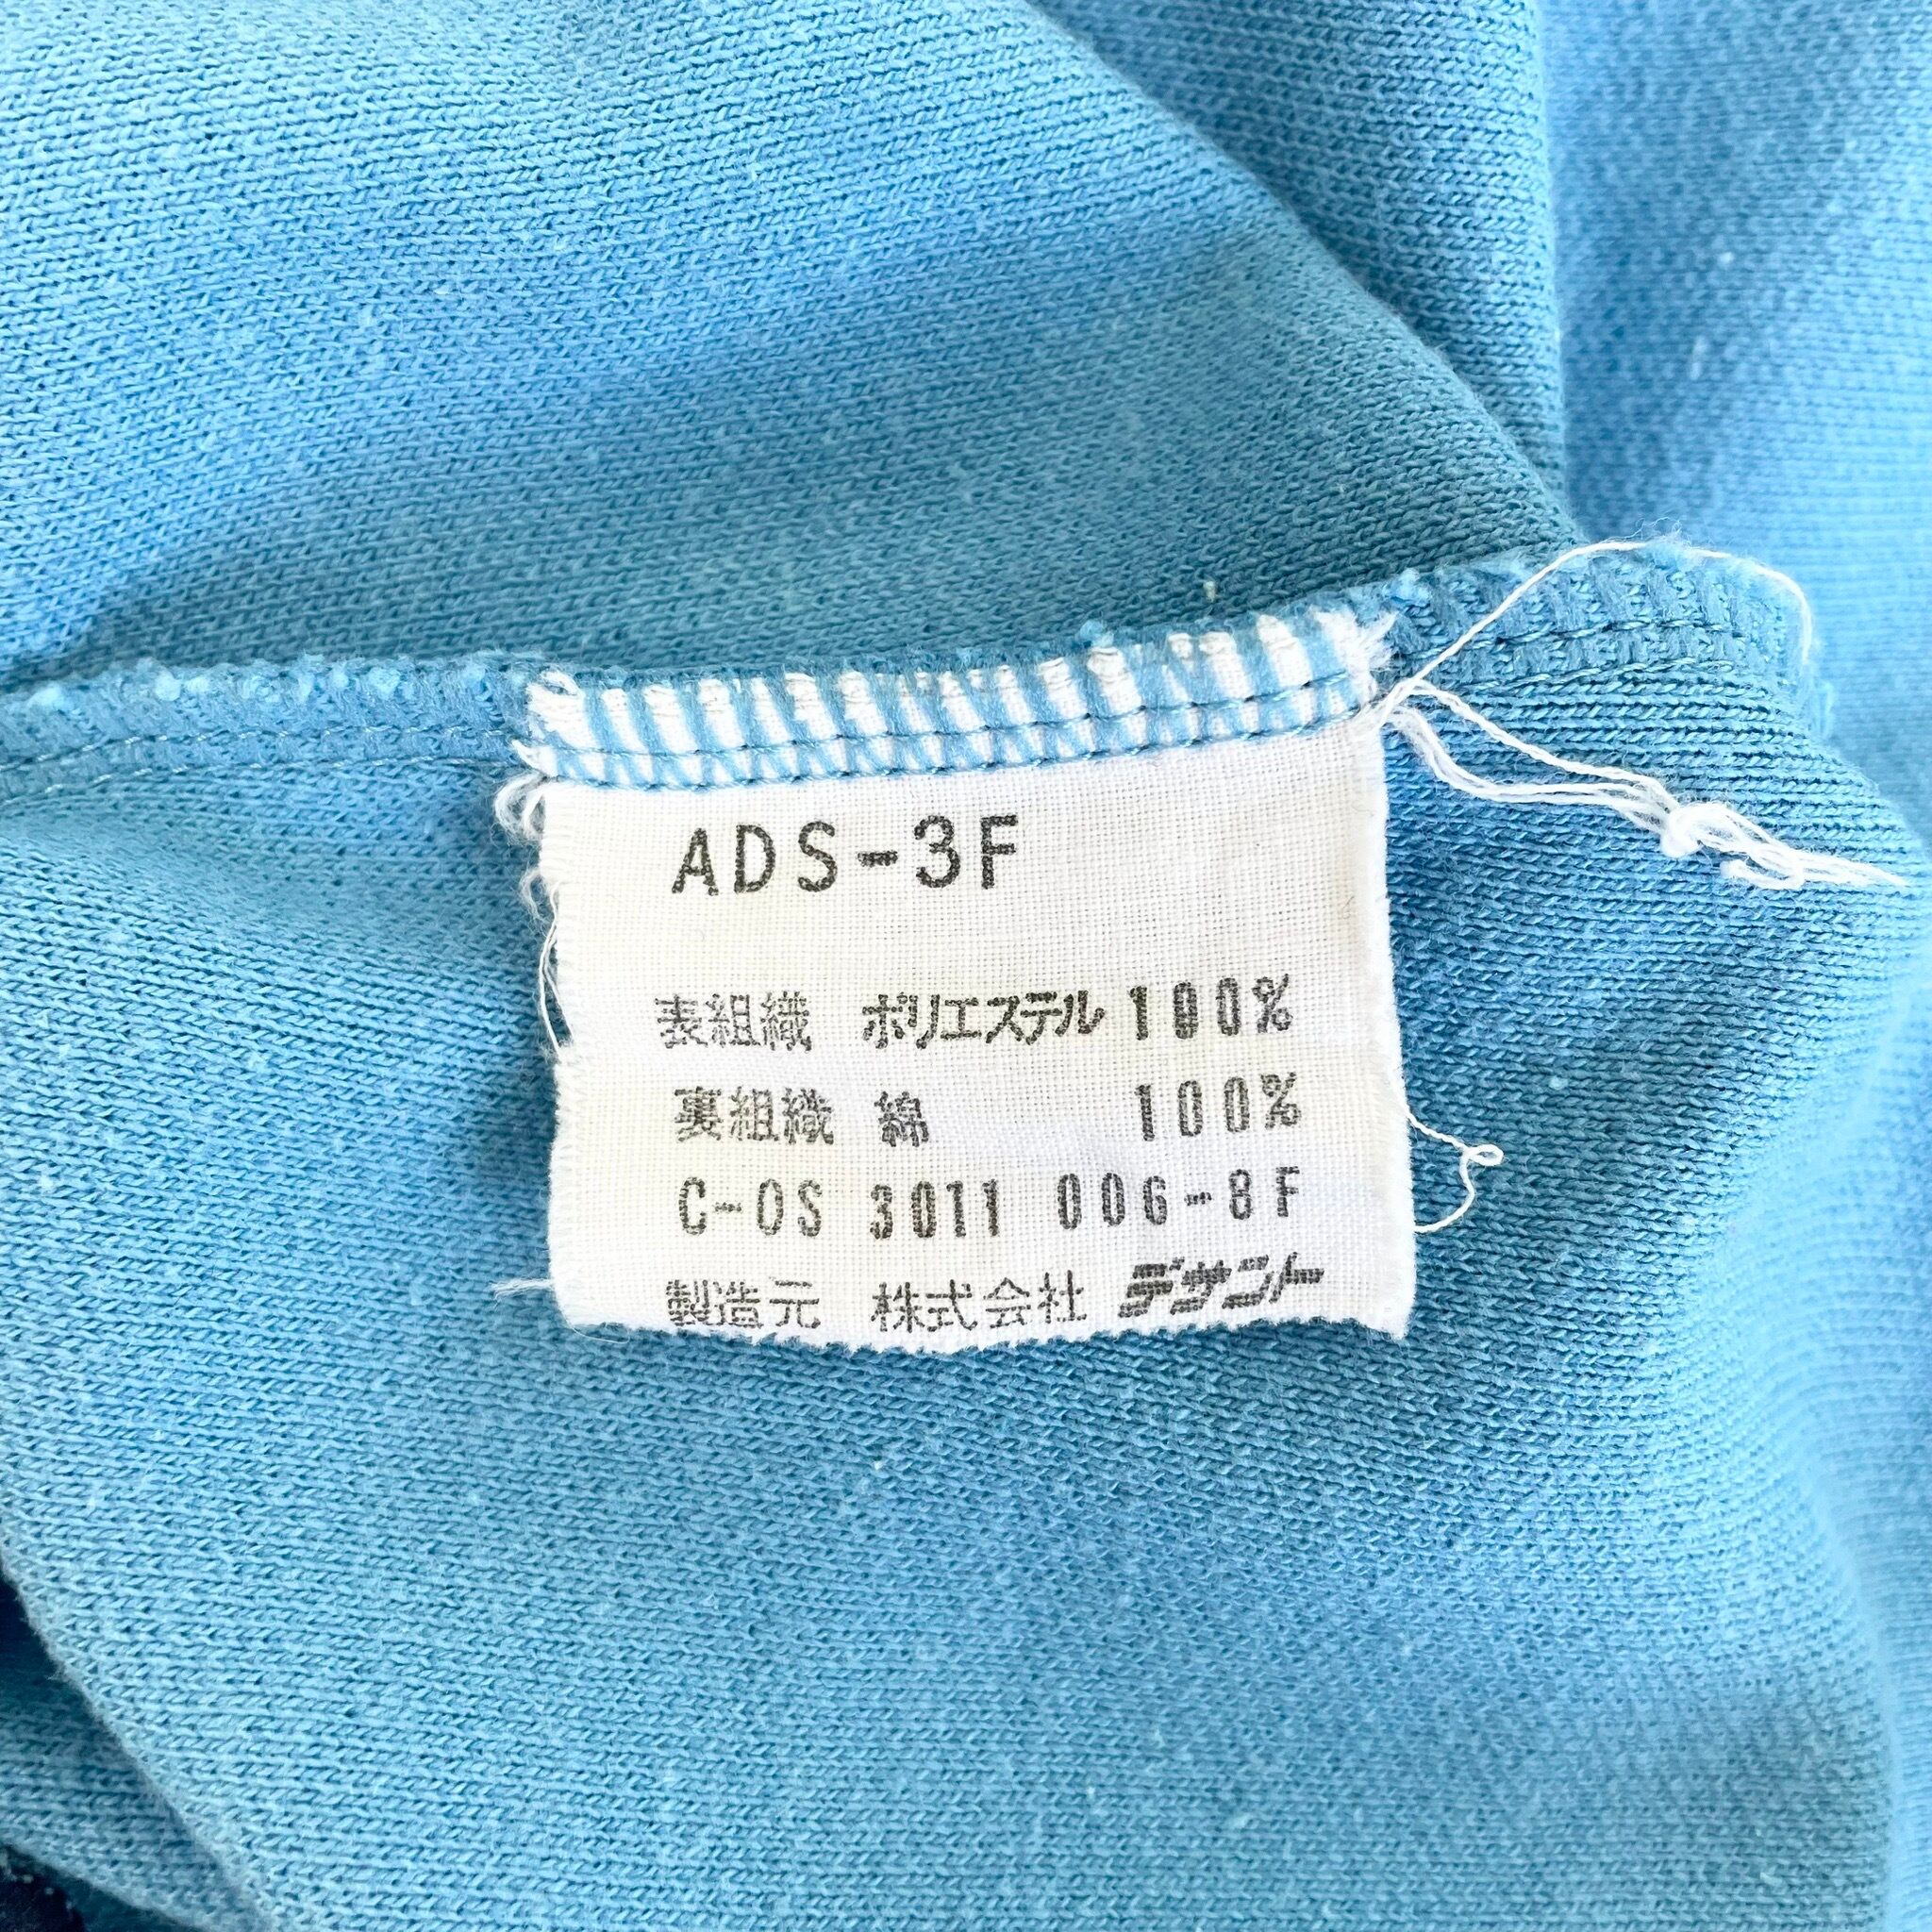 ADS-3F
表組織 ポリエステル 100%
裏組織 綿 100%
C-OS 3011 006-8F
製造元 株式会社 デサント